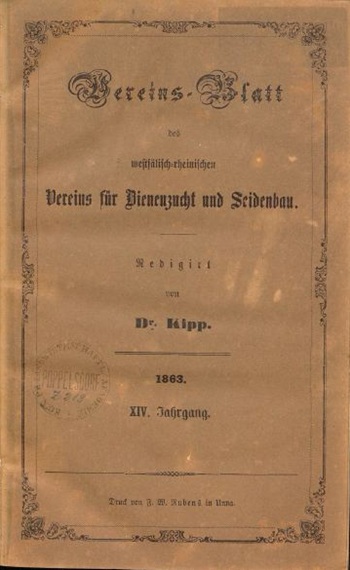 Vereins-Blatt
des
westfälisch-rheinischen
Vereins für Bienenzucht und Seidenbau.
Redigirt
von
Dr. Kipp.
1863.
XIV. Jahrgang.
POPPELSDORF
Druck von F. W. Rubens in Unna.